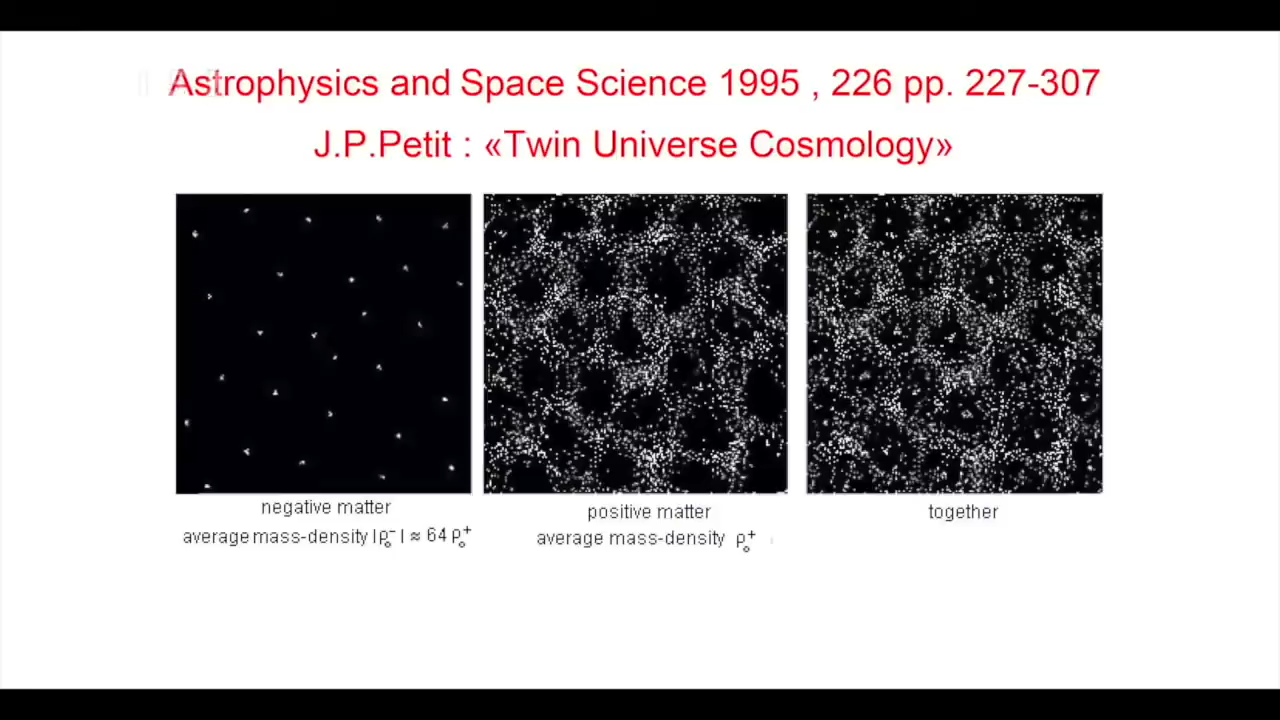 Astrophysics and Space Science 1995 , 226 pp. 227-307
J.P.Petit : «Twin Universe Cosmology»
negative matter
average mass-density |ρ₀⁻| ≈ 64 ρ₀⁺
positive matter
average mass-density ρ₀⁺
together